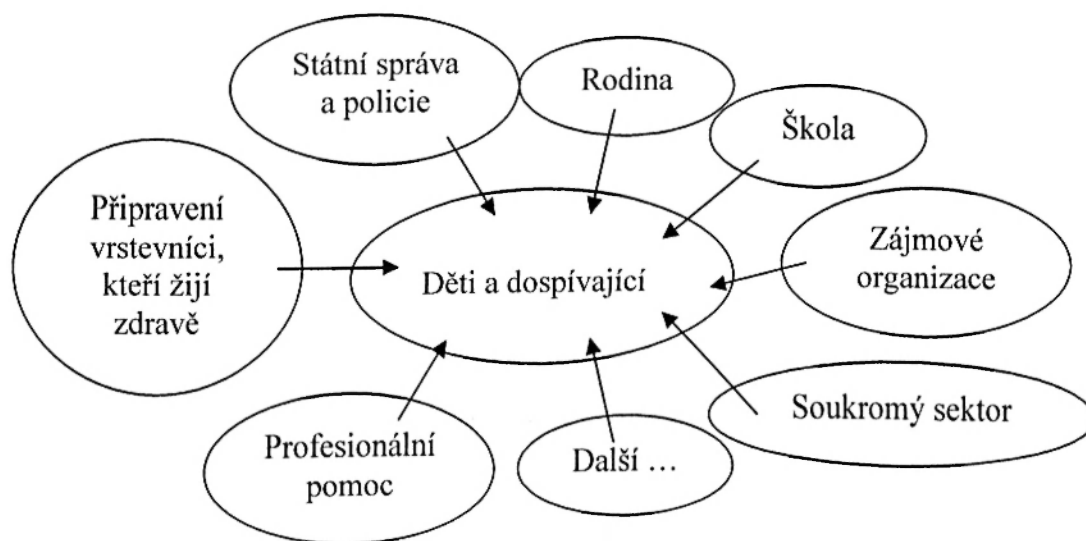 Státní správa
a policie
Rodina
Škola
Připravení
vrstevníci,
kteří žijí
zdravě
Děti a dospívající
Zájmové
organizace
Soukromý sektor
Profesionální
pomoc
Další …